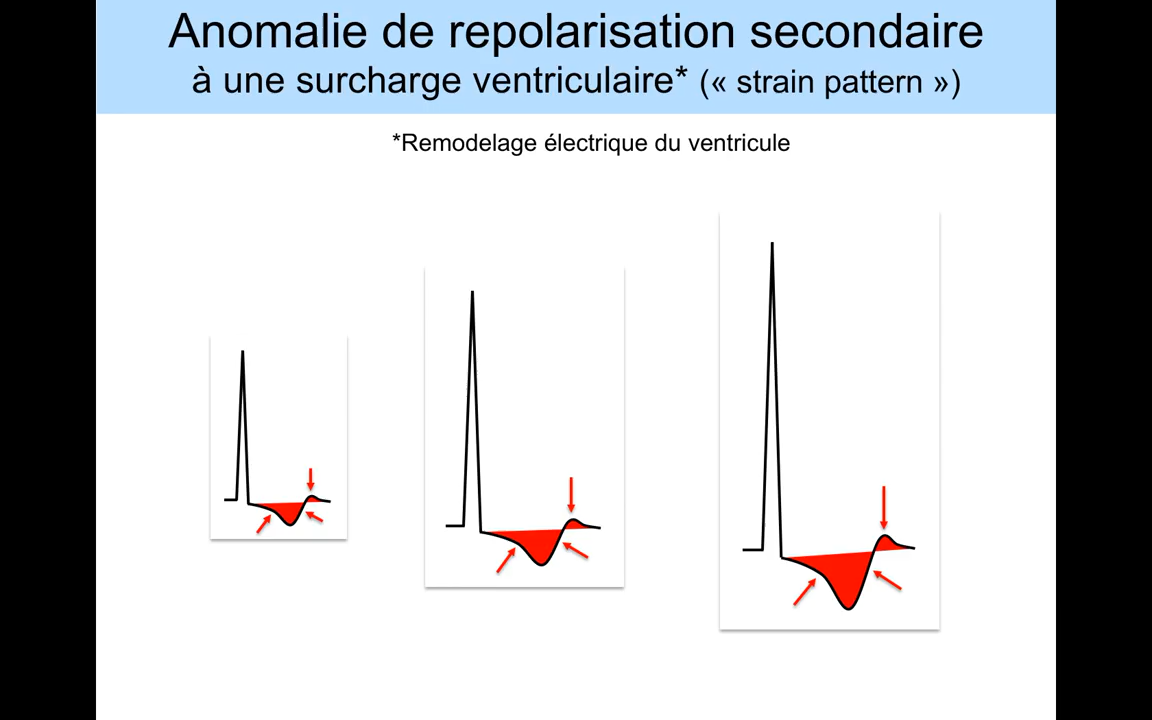 Anomalie de repolarisation secondaire
à une surcharge ventriculaire* (« strain pattern »)
*Remodelage électrique du ventricule